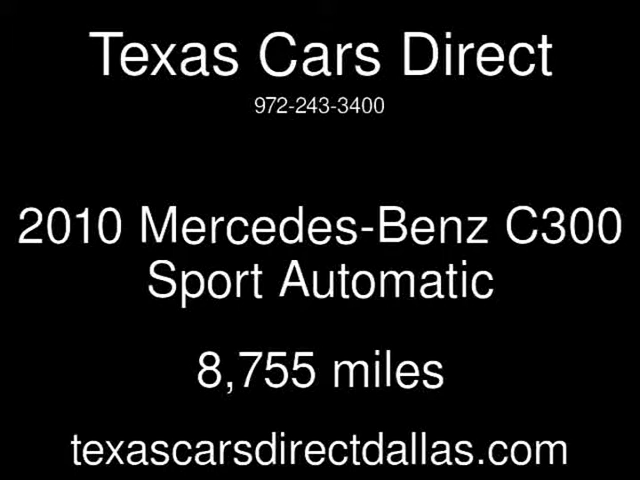 Texas Cars Direct
972-243-3400
2010 Mercedes-Benz C300
Sport Automatic
8,755 miles
texascarsdirectdallas.com